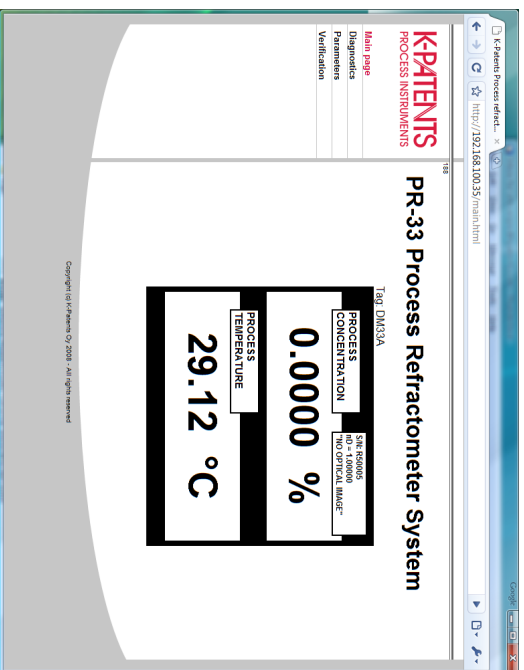 Google
K-Patents Process refract...
http://192.168.100.35/main.html
K-PATENTS
PROCESS INSTRUMENTS
Main page
Diagnostics
Parameters
Verification
188
PR-33 Process Refractometer System
Tag: DM33A
PROCESS
CONCENTRATION
S/N: R50005
nD = 1.00000
"NO OPTICAL IMAGE"
0.0000 %
PROCESS
TEMPERATURE
29.12 °C
Copyright (c) K-Patents Oy 2008 - All rights reserved